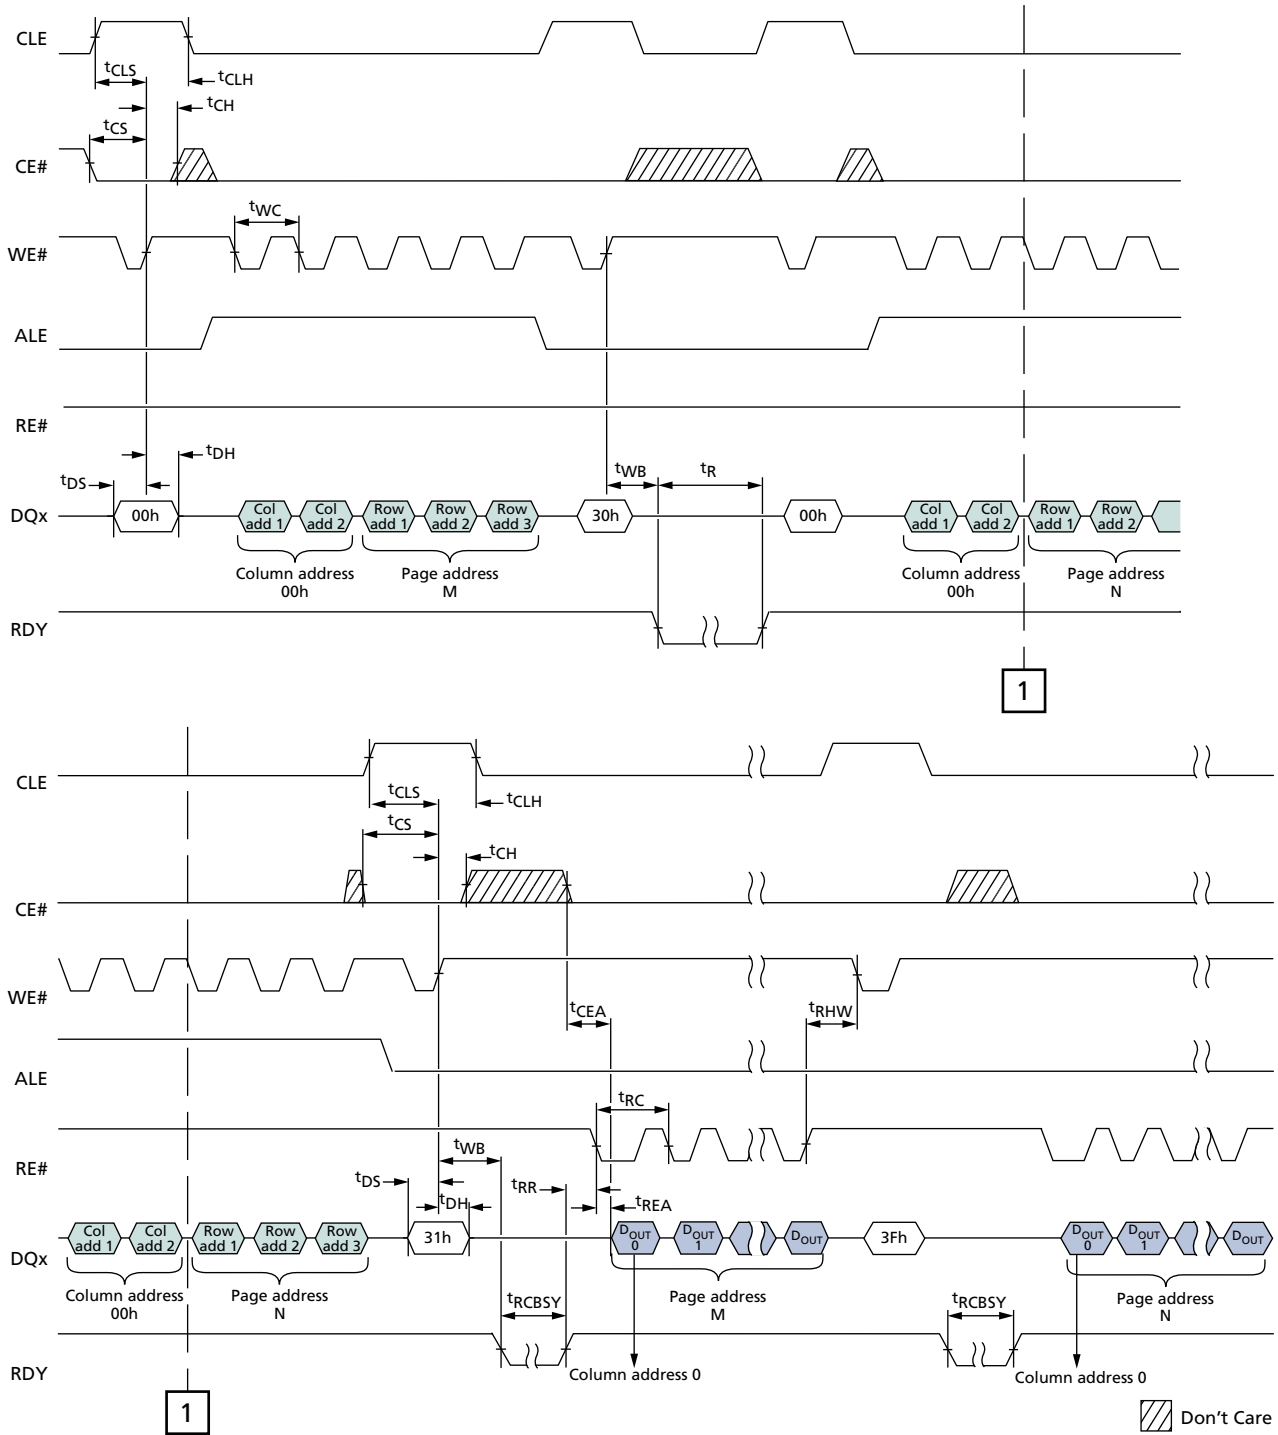 CLE
tCLS
tCLH
tCH
tCS
CE#
tWC
WE#
ALE
RE#
tDH
tDS
tWB
tR
DQx
00h
Col add 1
Col add 2
Row add 1
Row add 2
Row add 3
30h
00h
Col add 1
Col add 2
Row add 1
Row add 2
Column address
00h
Page address
M
Column address
00h
Page address
N
RDY
1
CLE
tCLS
tCLH
tCS
tCH
CE#
WE#
tCEA
tRHW
ALE
tRC
tWB
RE#
tDS
tDH
tRR
tREA
DQx
Col add 1
Col add 2
Row add 1
Row add 2
Row add 3
31h
DOUT 0
DOUT 1
DOUT
3Fh
DOUT 0
DOUT 1
DOUT
Column address
00h
Page address
N
tRCBSY
Page address
M
tRCBSY
Page address
N
RDY
Column address 0
Column address 0
1
Don't Care